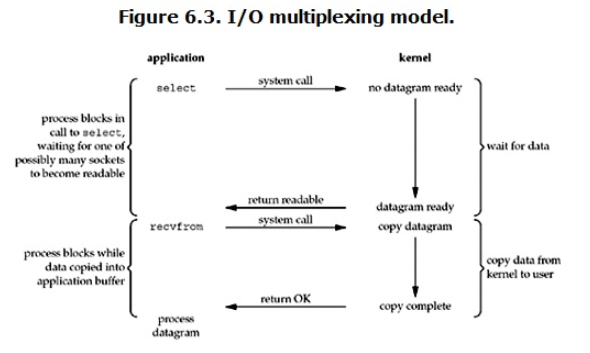 Figure 6.3. I/O multiplexing model.
application
kernel
select
system call
no datagram ready
process blocks in
call to select,
waiting for one of
possibly many sockets
to become readable
wait for data
return readable
datagram ready
recvfrom
system call
copy datagram
process blocks while
data copied into
application buffer
copy data from
kernel to user
return OK
copy complete
process
datagram